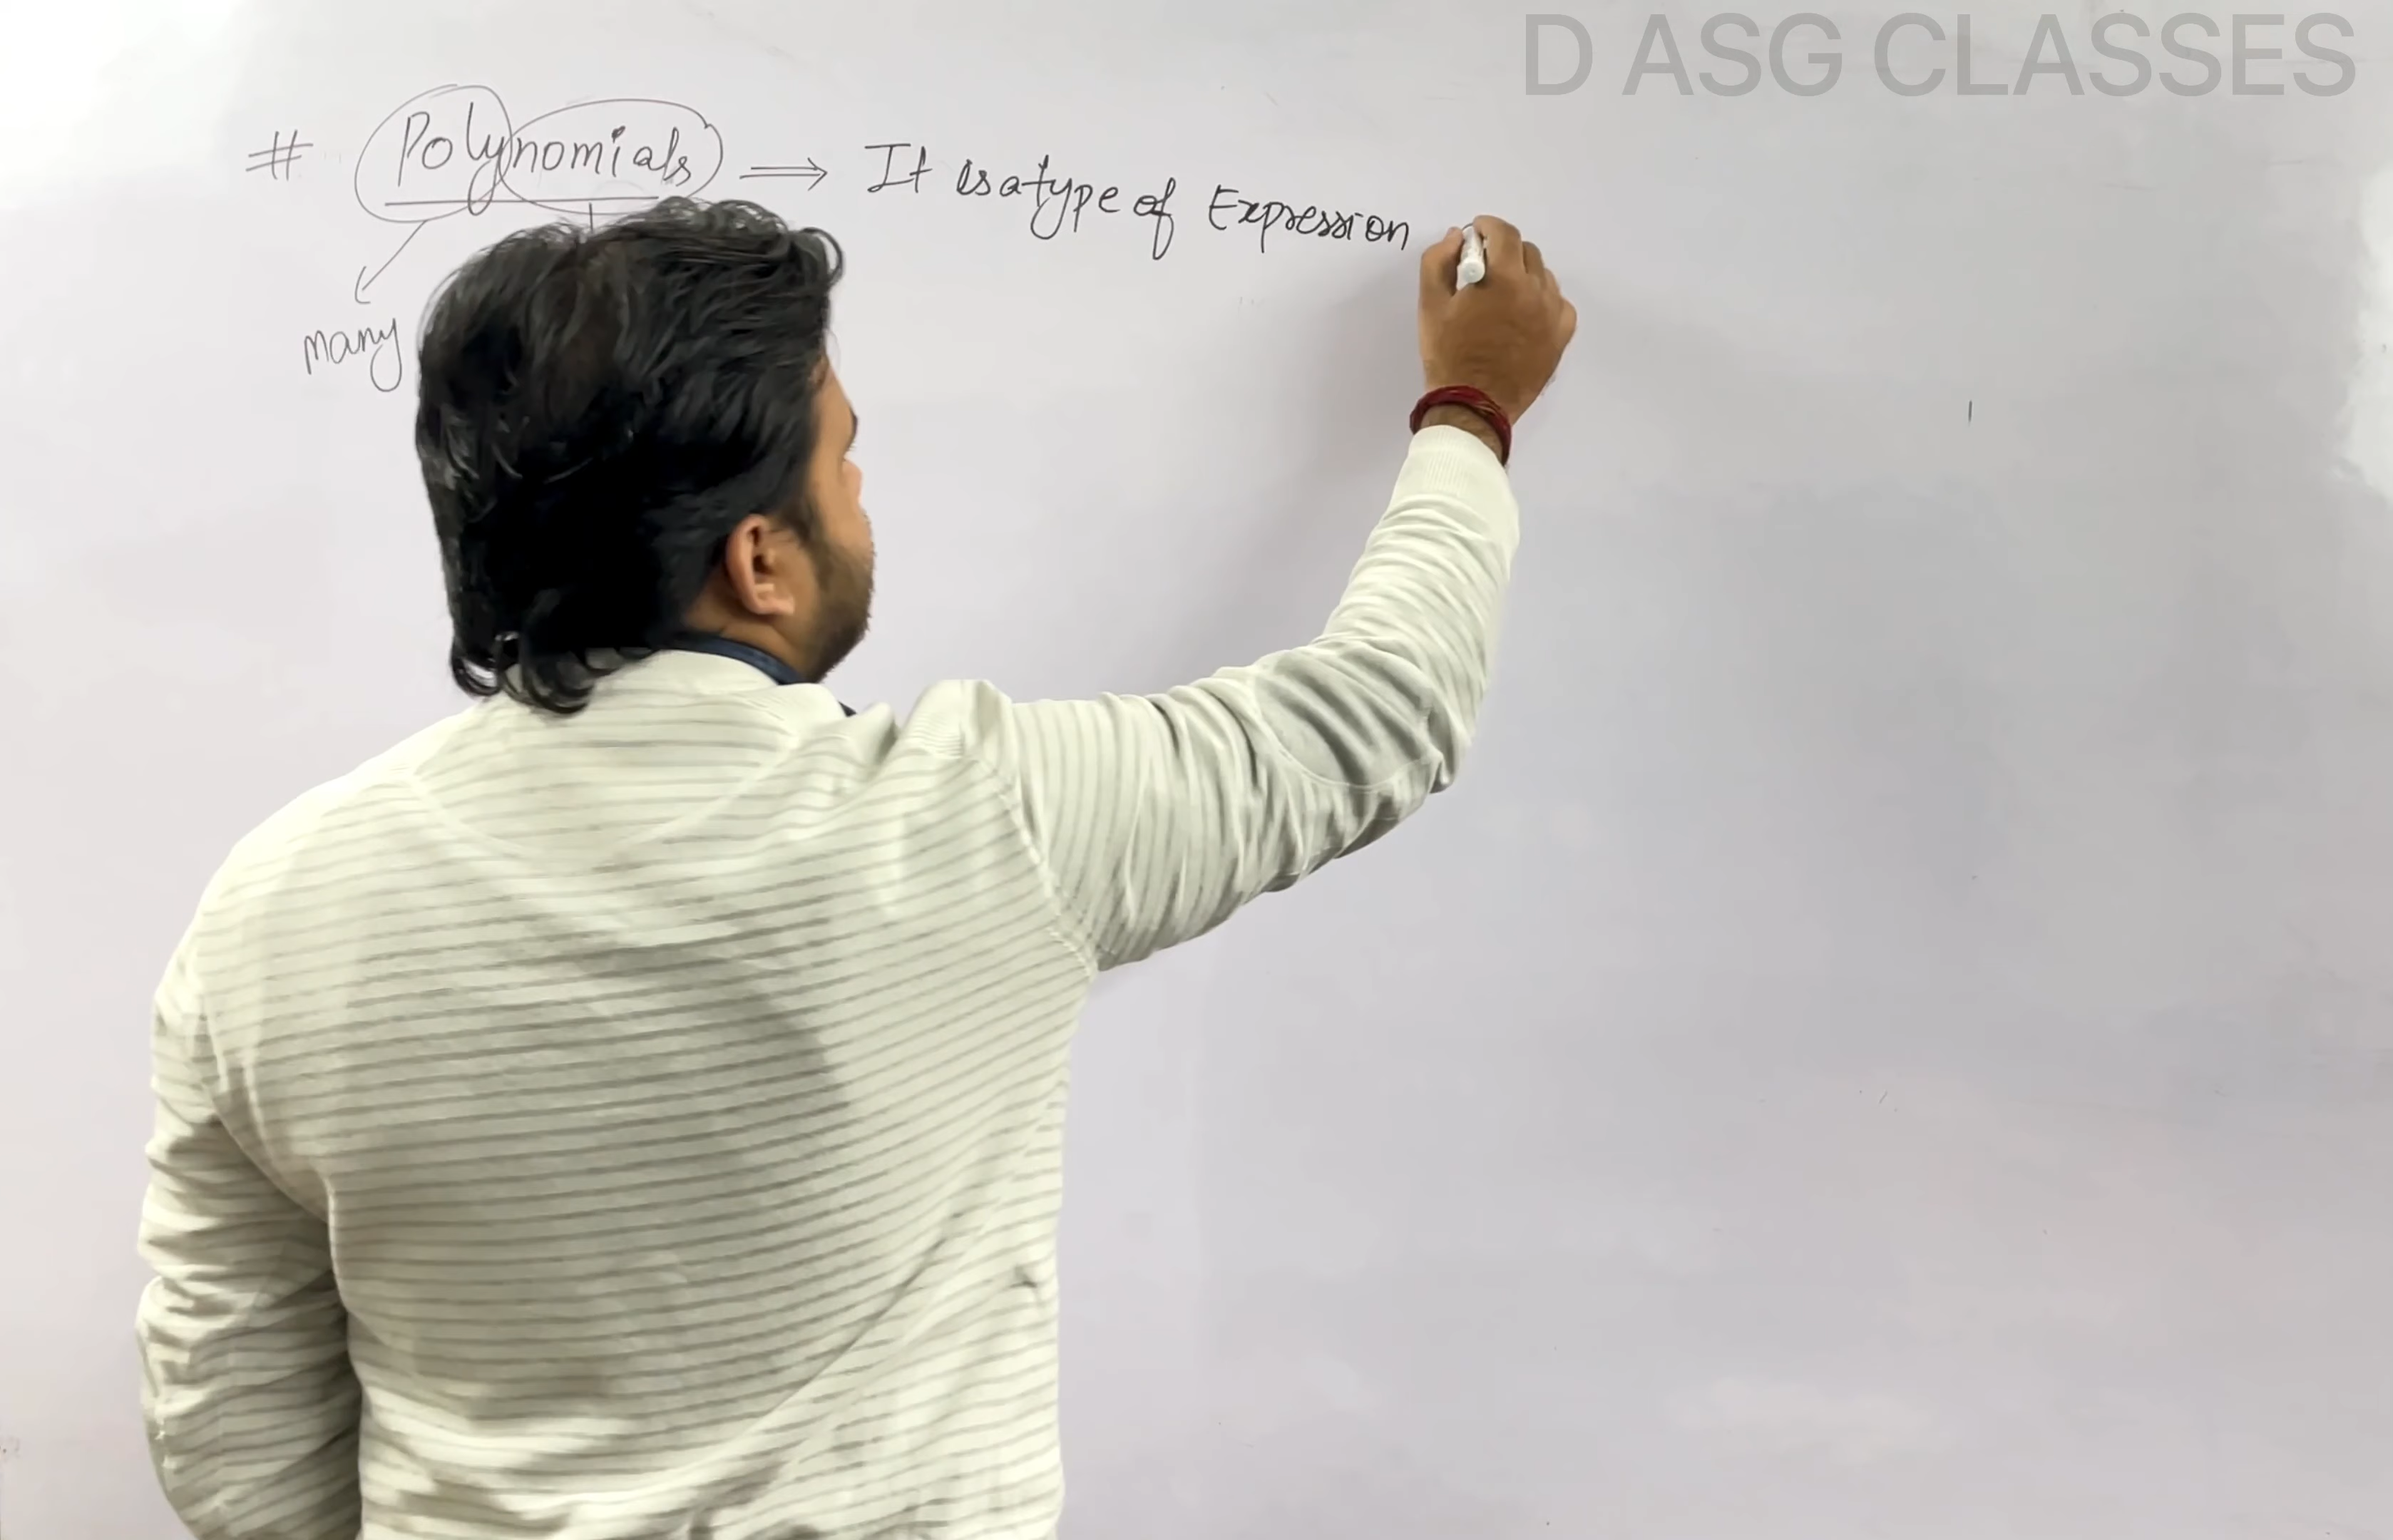 D ASG CLASSES
# Polynomials ⟹ It is a type of Expression
many